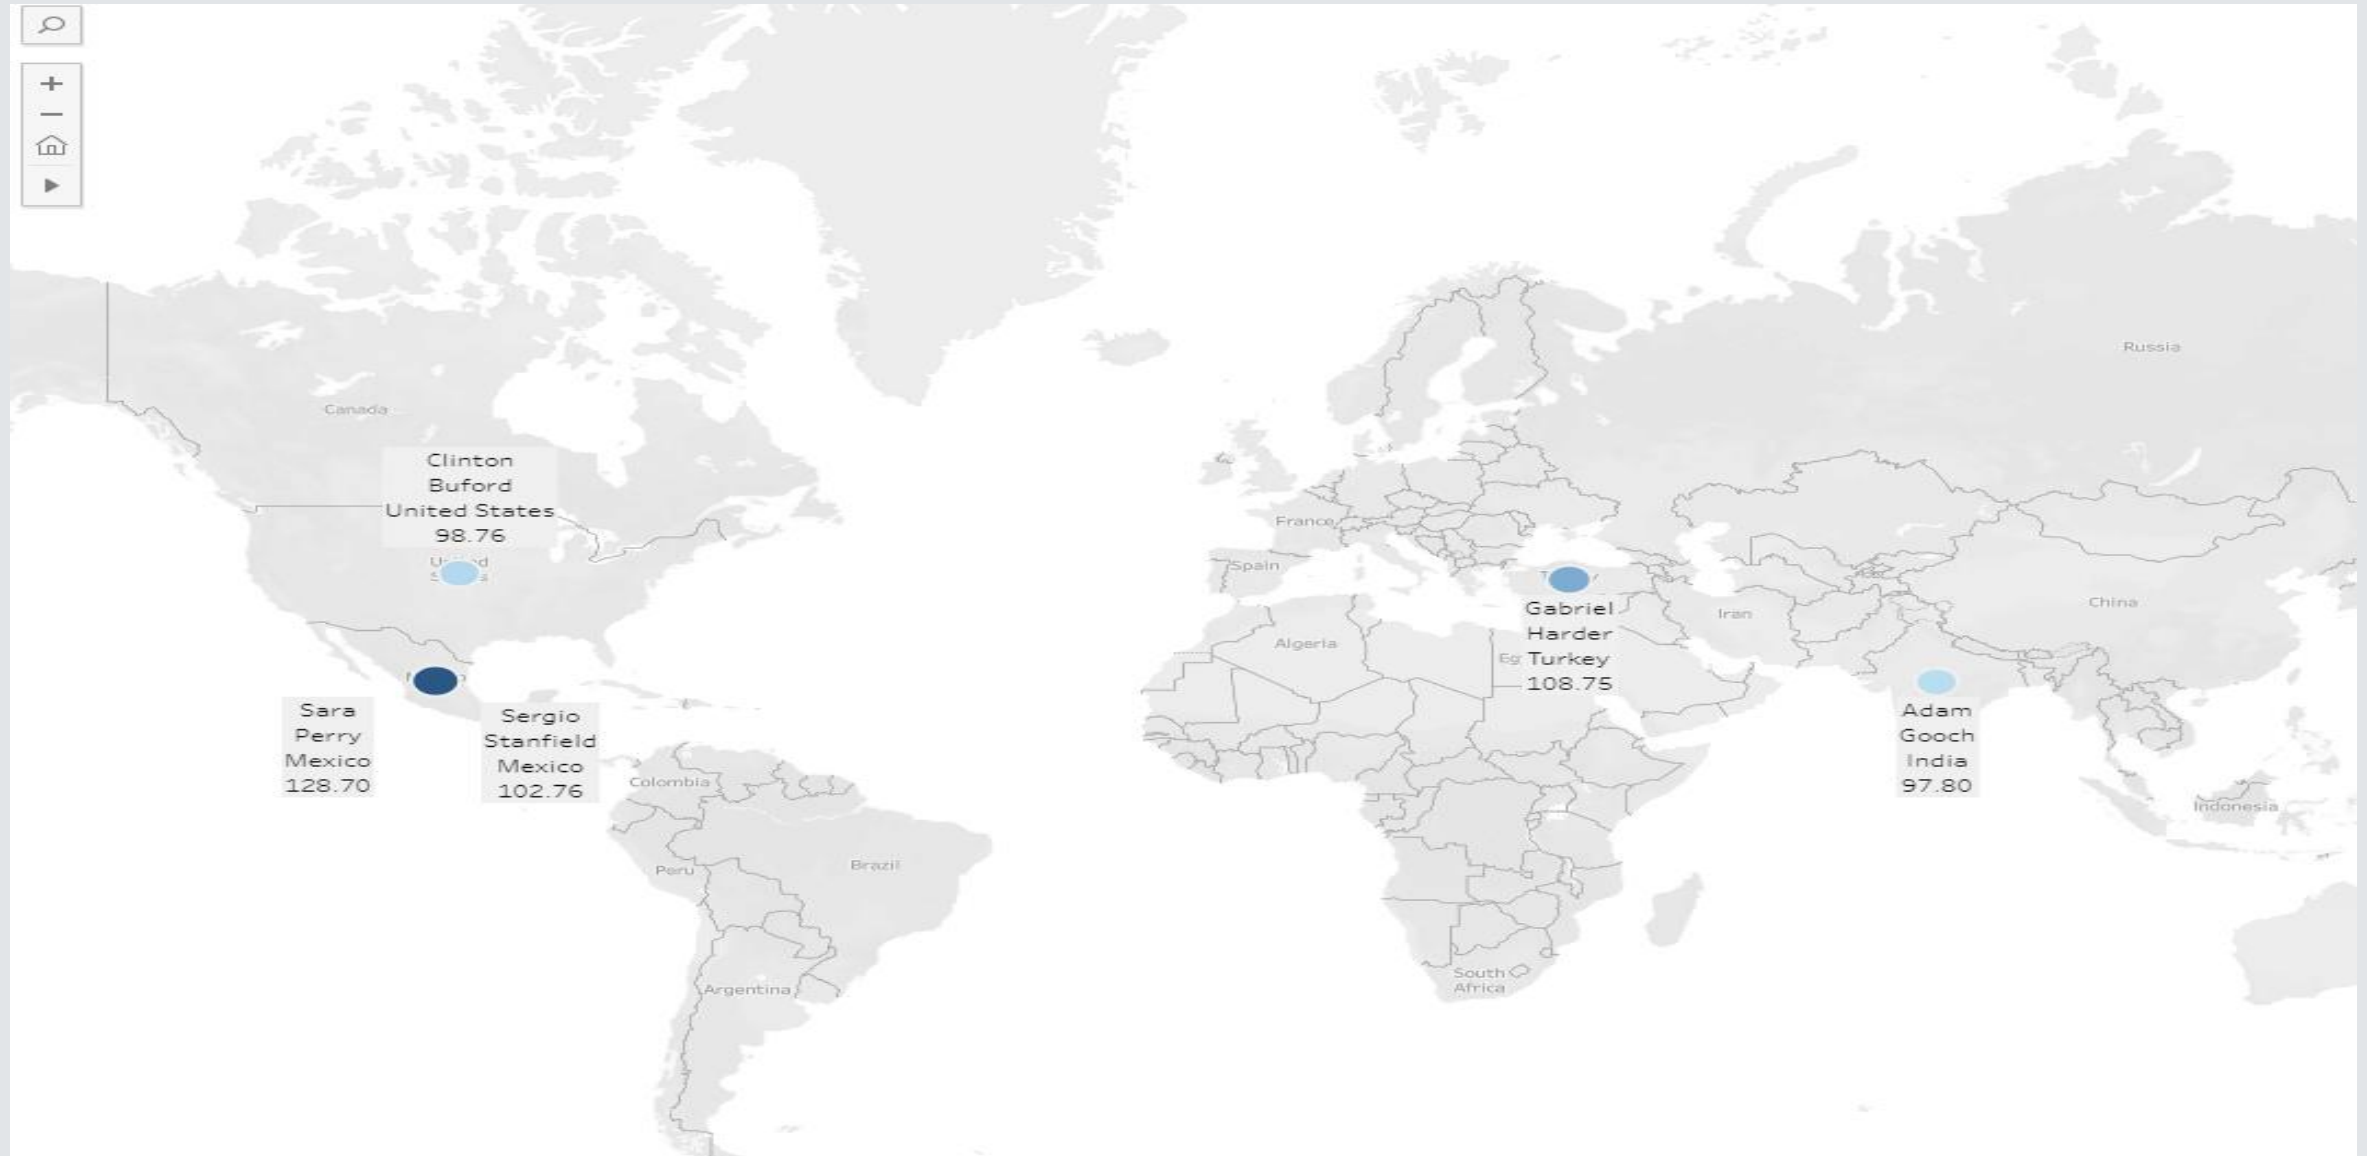 Russia
Canada
Clinton
Buford
United States
98.76
France
Spain
China
Iran
Gabriel
Harder
Turkey
108.75
Algeria
Sara
Perry
Mexico
128.70
Sergio
Stanfield
Mexico
102.76
Adam
Gooch
India
97.80
Colombia
Indonesia
Peru
Brazil
South
Africa
Argentina